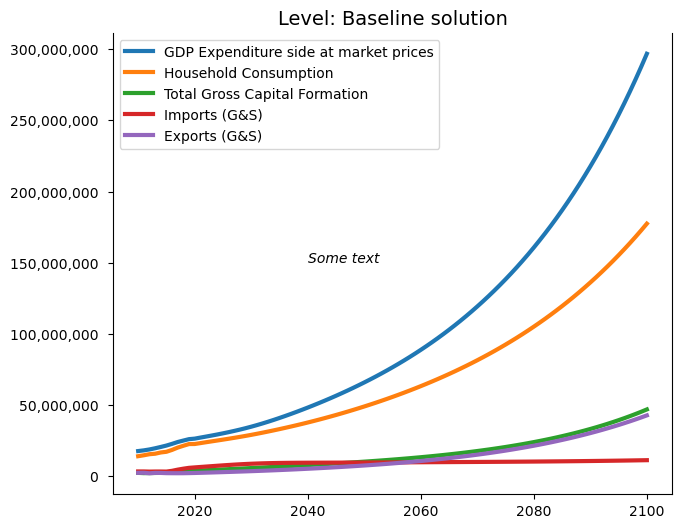 Level: Baseline solution
300,000,000
250,000,000
200,000,000
150,000,000
100,000,000
50,000,000
0
GDP Expenditure side at market prices
Household Consumption
Total Gross Capital Formation
Imports (G&S)
Exports (G&S)
Some text
2020
2040
2060
2080
2100